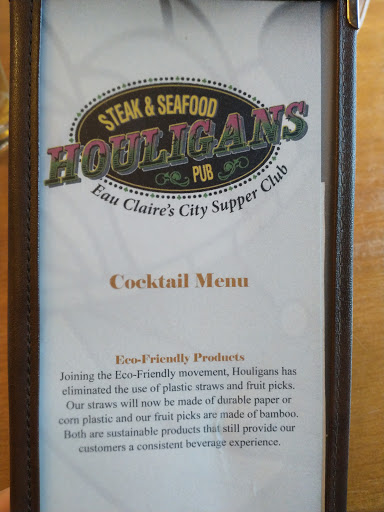 STEAK & SEAFOOD
HOULIGANS
PUB
Eau Claire's City Supper Club
Cocktail Menu
Eco-Friendly Products
Joining the Eco-Friendly movement, Houligans has
eliminated the use of plastic straws and fruit picks.
Our straws will now be made of durable paper or
corn plastic and our fruit picks are made of bamboo.
Both are sustainable products that still provide our
customers a consistent beverage experience.